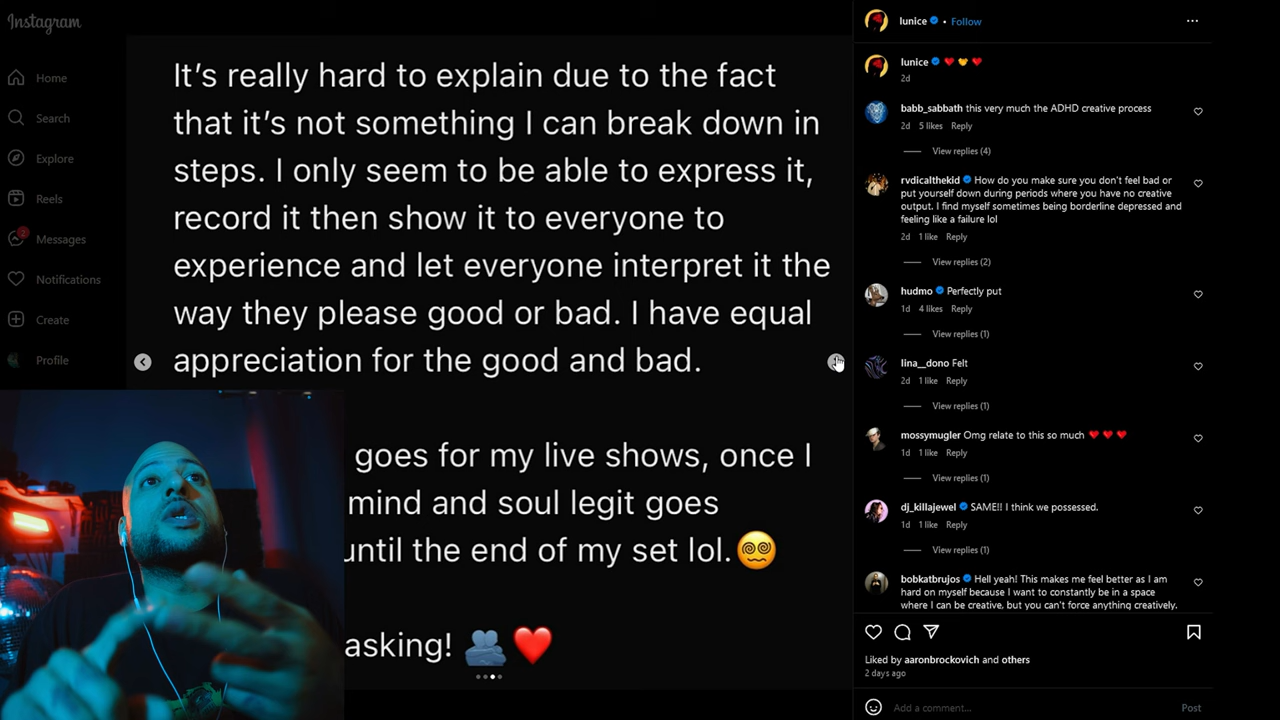 Instagram
Home
Search
Explore
Reels
2
Messages
Notifications
Create
Profile
It's really hard to explain due to the fact
that it's not something I can break down in
steps. I only seem to be able to express it,
record it then show it to everyone to
experience and let everyone interpret it the
way they please good or bad. I have equal
appreciation for the good and bad.
goes for my live shows, once I
mind and soul legit goes
until the end of my set lol.😵‍💫
asking! 🫂❤️
lunice • Follow
lunice ❤️🧡❤️
2d
babb_sabbath this very much the ADHD creative process
2d 5 likes Reply
View replies (4)
rvdicalthekid How do you make sure you don't feel bad or
put yourself down during periods where you have no creative
output. I find myself sometimes being borderline depressed and
feeling like a failure lol
2d 1 like Reply
View replies (2)
hudmo Perfectly put
1d 4 likes Reply
View replies (1)
lina__dono Felt
2d 1 like Reply
View replies (1)
mossymugler Omg relate to this so much ❤️❤️❤️
1d 1 like Reply
View replies (1)
dj_killajewel SAME!! I think we possessed.
1d 1 like Reply
View replies (1)
bobkatbrujos Hell yeah! This makes me feel better as I am
hard on myself because I want to constantly be in a space
where I can be creative, but you can't force anything creatively.
Liked by aaronbrockovich and others
2 days ago
Add a comment...
Post